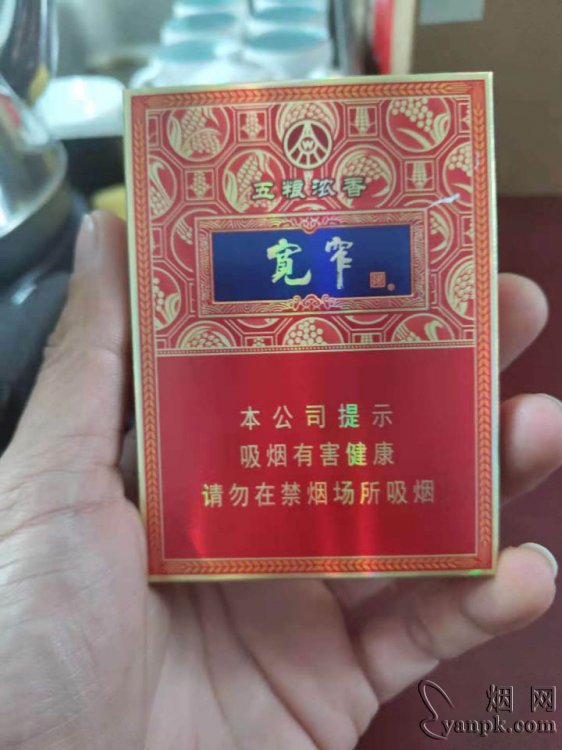 五粮浓香
宽窄
本公司提示
吸烟有害健康
请勿在禁烟场所吸烟
烟网
yanpk.com